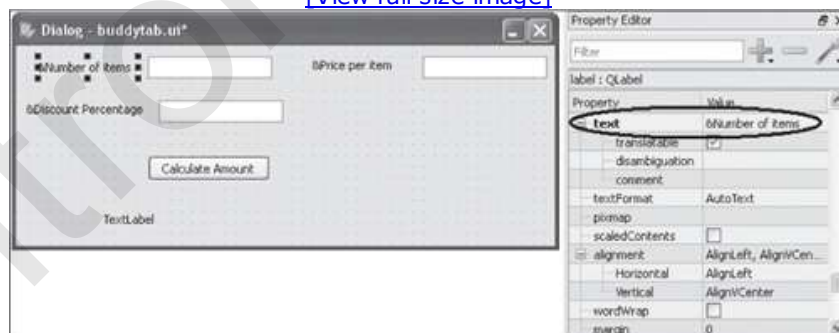 [View full size image]
Dialog - buddytab.ui*
&Number of items
&Price per item
&Discount Percentage
Calculate Amount
TextLabel
Property Editor
Filter
label : QLabel
Property Value
text &Number of items
translatable
disambiguation
comment
textFormat AutoText
pixmap
scaledContents
alignment AlignLeft, AlignVCen...
Horizontal AlignLeft
Vertical AlignVCenter
wordWrap
margin 0